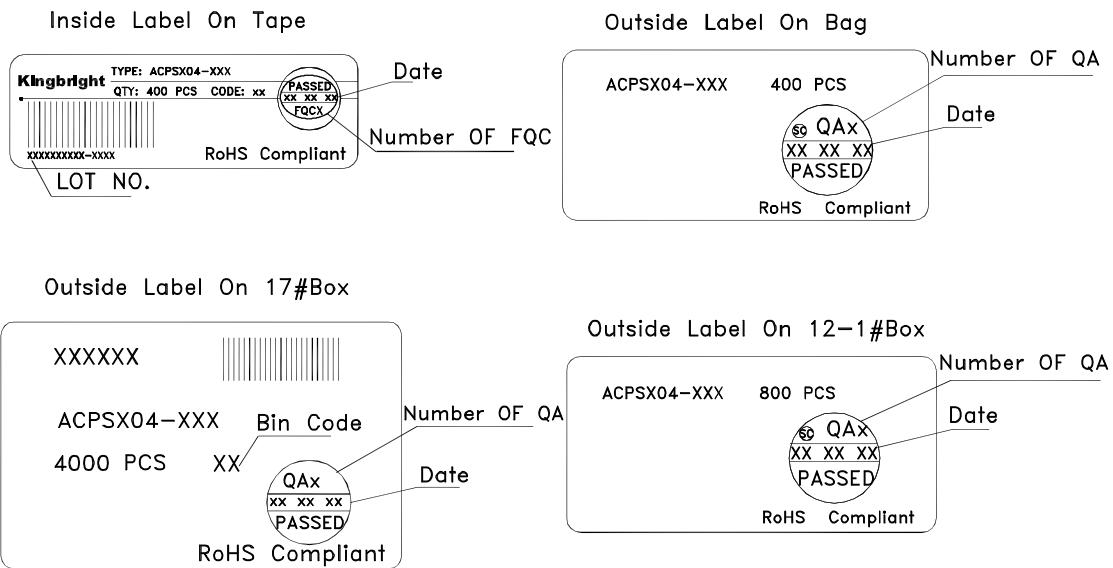 Inside Label On Tape
Kingbright
TYPE: ACPSX04-XXX
QTY: 400 PCS CODE: xx
PASSED
XX XX XX
FQCX
Date
Number OF FQC
XXXXXXXXXX-XXXX
RoHS Compliant
LOT NO.
Outside Label On Bag
ACPSX04-XXX 400 PCS
Number OF QA
SC QAx
Date
XX XX XX
PASSED
RoHS Compliant
Outside Label On 17#Box
XXXXXX
ACPSX04-XXX
Bin Code
4000 PCS XX
Number OF QA
QAx
Date
XX XX XX
PASSED
RoHS Compliant
Outside Label On 12-1#Box
ACPSX04-XXX 800 PCS
Number OF QA
SC QAx
Date
XX XX XX
PASSED
RoHS Compliant